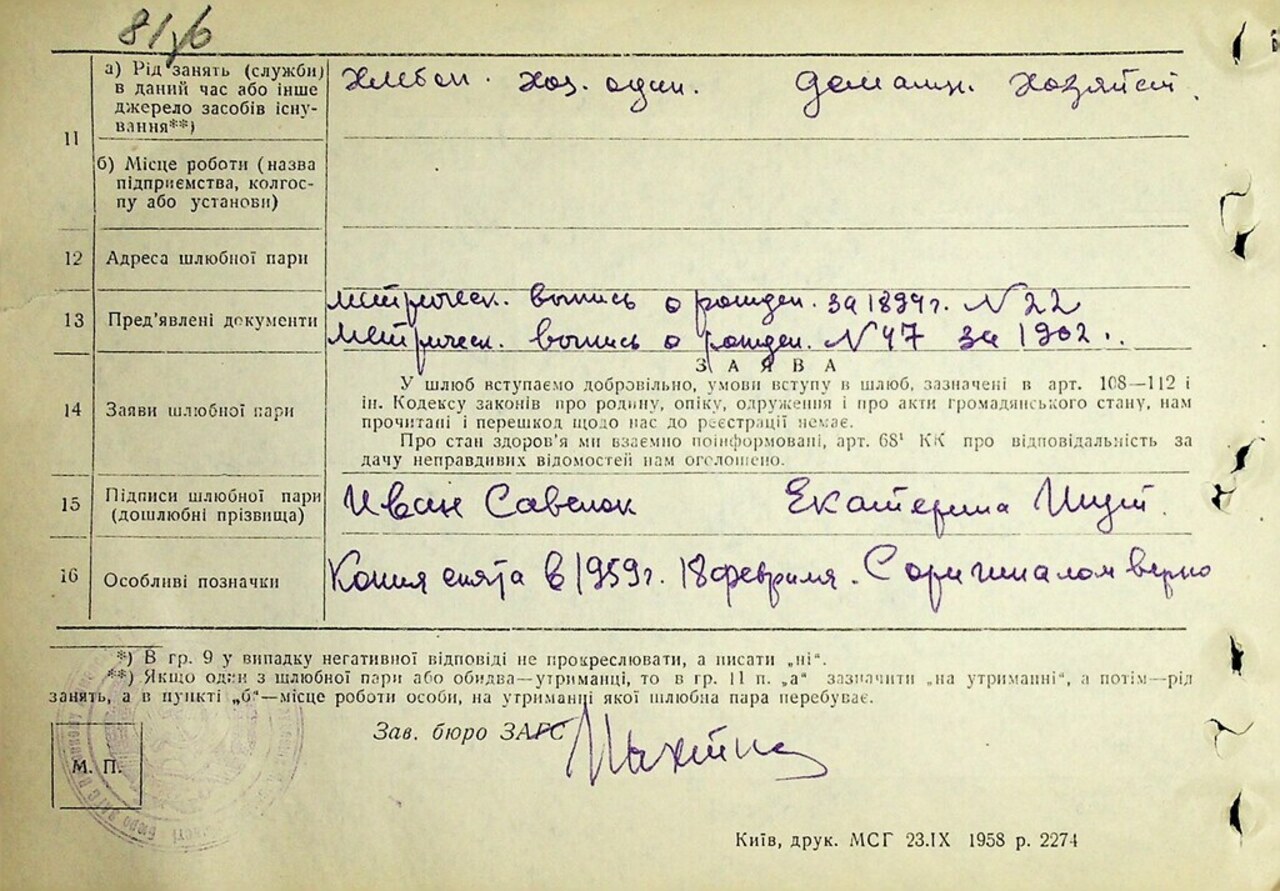 81/б
11
а) Рід занять (служби)
в даний час або інше
джерело засобів існу-
вання**)
Хлебоп. хоз. один. Домашн. хозяйст.
б) Місце роботи (назва
підприємства, колгос-
пу або установи)
12 Адреса шлюбної пари
13 Пред’явлені документи
метрическ. выпись о рожден. за 1899г. N 22
Метрическ. выпись о рожден. N 47 за 1902..
14 Заяви шлюбної пари
ЗАЯВА
У шлюб вступаємо добровільно, умови вступу в шлюб, зазначені в арт. 108—112 і
ін. Кодексу законів про родину, опіку, одруження і про акти громадянського стану, нам
прочитані і перешкод щодо нас до реєстрації немає.
Про стан здоров’я ми взаємно поінформовані, арт. 68¹ КК про відповідальність за
дачу неправдивих відомостей нам оголошено.
15 Підписи шлюбної пари
(дошлюбні прізвища)
Иван Савелюк Екатерина
16 Особливі позначки
Копия снята в 1959г. 18 февраля. С оригиналом верно
*) В гр. 9 у випадку негативної відповіді не прокреслювати, а писати „ні“.
**) Якщо один з шлюбної пари або обидва—утриманці, то в гр. 11 п. „а“ зазначити „на утриманні“, а потім—рід
занять, а в пункті „б“—місце роботи особи, на утриманні якої шлюбна пара перебуває.
Зав. бюро ЗАГС
М. П.
Київ, друк. МСГ 23.IX 1958 р. 2274